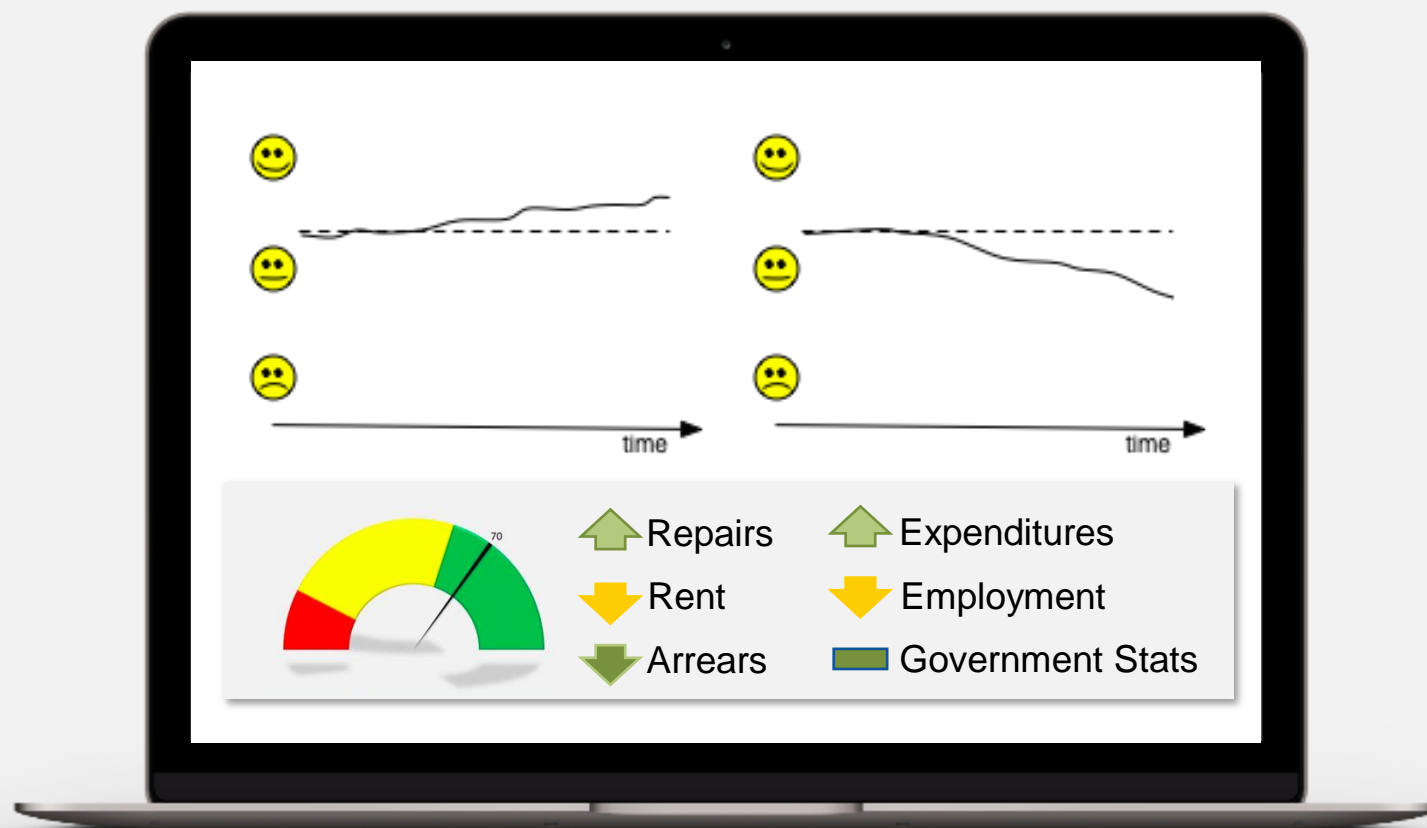 time
time
70
Repairs
Expenditures
Rent
Employment
Arrears
Government Stats